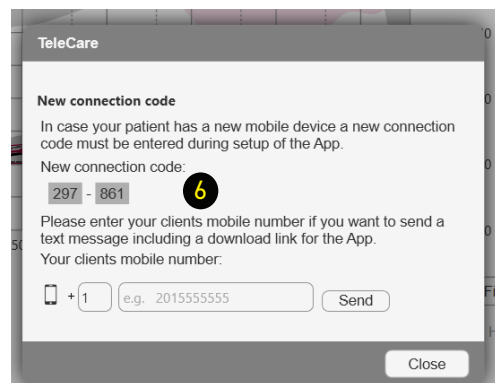 TeleCare
New connection code
In case your patient has a new mobile device a new connection
code must be entered during setup of the App.
New connection code:
297 - 861
6
Please enter your clients mobile number if you want to send a
text message including a download link for the App.
Your clients mobile number:
+ 1 e.g. 2015555555 Send
Close